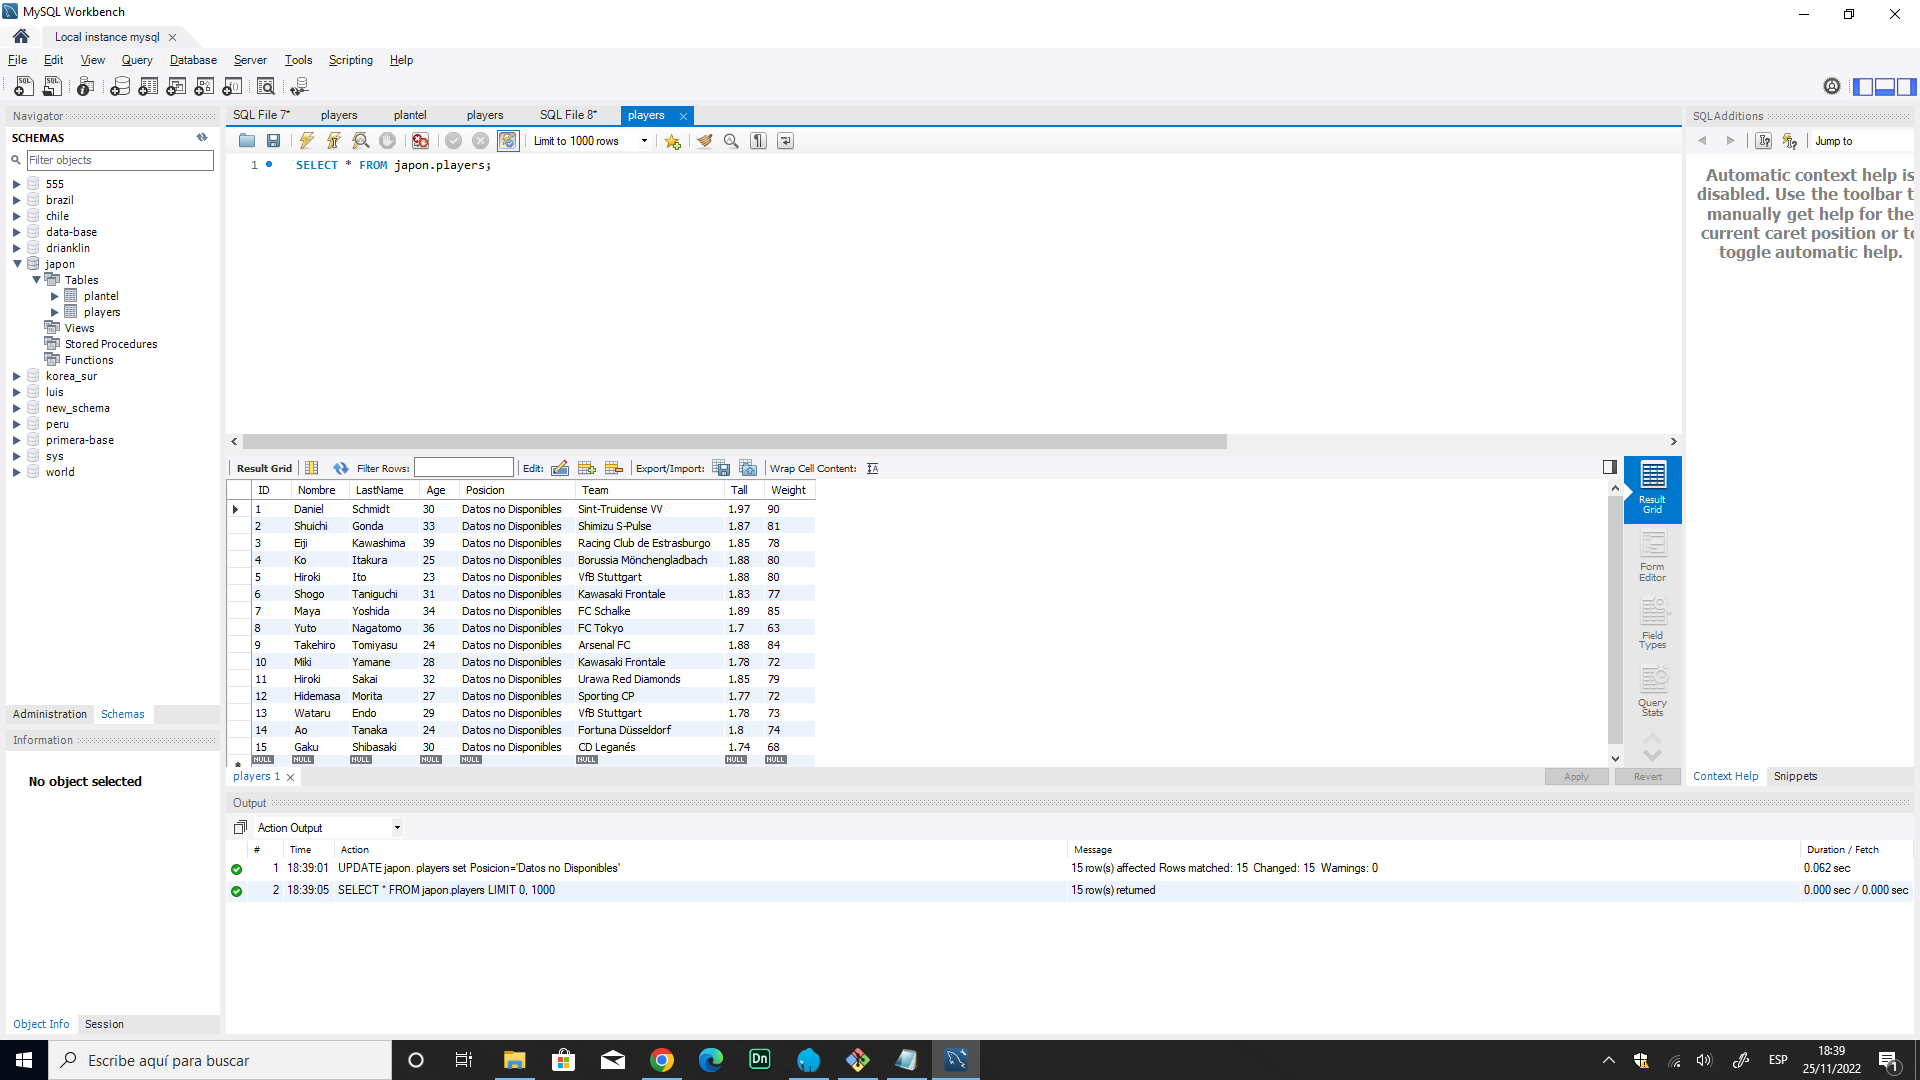 MySQL Workbench
Local instance mysql
File Edit View Query Database Server Tools Scripting Help
Navigator
SCHEMAS
Filter objects
555
brazil
chile
data-base
drianklin
japon
Tables
plantel
players
Views
Stored Procedures
Functions
korea_sur
luis
new_schema
peru
primera-base
sys
world
Administration Schemas
Information
No object selected
Object Info Session
SQL File 7* players plantel players SQL File 8* players
Limit to 1000 rows
1 SELECT * FROM japon.players;
Result Grid Filter Rows: Edit: Export/Import: Wrap Cell Content:
ID Nombre LastName Age Posicion Team Tall Weight
1 Daniel Schmidt 30 Datos no Disponibles Sint-Truidense VV 1.97 90
2 Shuichi Gonda 33 Datos no Disponibles Shimizu S-Pulse 1.87 81
3 Eiji Kawashima 39 Datos no Disponibles Racing Club de Estrasburgo 1.85 78
4 Ko Itakura 25 Datos no Disponibles Borussia Mönchengladbach 1.88 80
5 Hiroki Ito 23 Datos no Disponibles VfB Stuttgart 1.88 80
6 Shogo Taniguchi 31 Datos no Disponibles Kawasaki Frontale 1.83 77
7 Maya Yoshida 34 Datos no Disponibles FC Schalke 1.89 85
8 Yuto Nagatomo 36 Datos no Disponibles FC Tokyo 1.7 63
9 Takehiro Tomiyasu 24 Datos no Disponibles Arsenal FC 1.88 84
10 Miki Yamane 28 Datos no Disponibles Kawasaki Frontale 1.78 72
11 Hiroki Sakai 32 Datos no Disponibles Urawa Red Diamonds 1.85 79
12 Hidemasa Morita 27 Datos no Disponibles Sporting CP 1.77 72
13 Wataru Endo 29 Datos no Disponibles VfB Stuttgart 1.78 73
14 Ao Tanaka 24 Datos no Disponibles Fortuna Düsseldorf 1.8 74
15 Gaku Shibasaki 30 Datos no Disponibles CD Leganés 1.74 68
NULL NULL NULL NULL NULL NULL NULL NULL
players 1
Apply Revert
Result
Grid
Form
Editor
Field
Types
Query
Stats
SQLAdditions
Jump to
Automatic context help is
disabled. Use the toolbar t
manually get help for the
current caret position or to
toggle automatic help.
Context Help Snippets
Output
Action Output
# Time Action Message Duration / Fetch
1 18:39:01 UPDATE japon. players set Posicion='Datos no Disponibles' 15 row(s) affected Rows matched: 15 Changed: 15 Warnings: 0 0.062 sec
2 18:39:05 SELECT * FROM japon.players LIMIT 0, 1000 15 row(s) returned 0.000 sec / 0.000 sec
Escribe aquí para buscar
Dn
ESP
18:39
25/11/2022
1